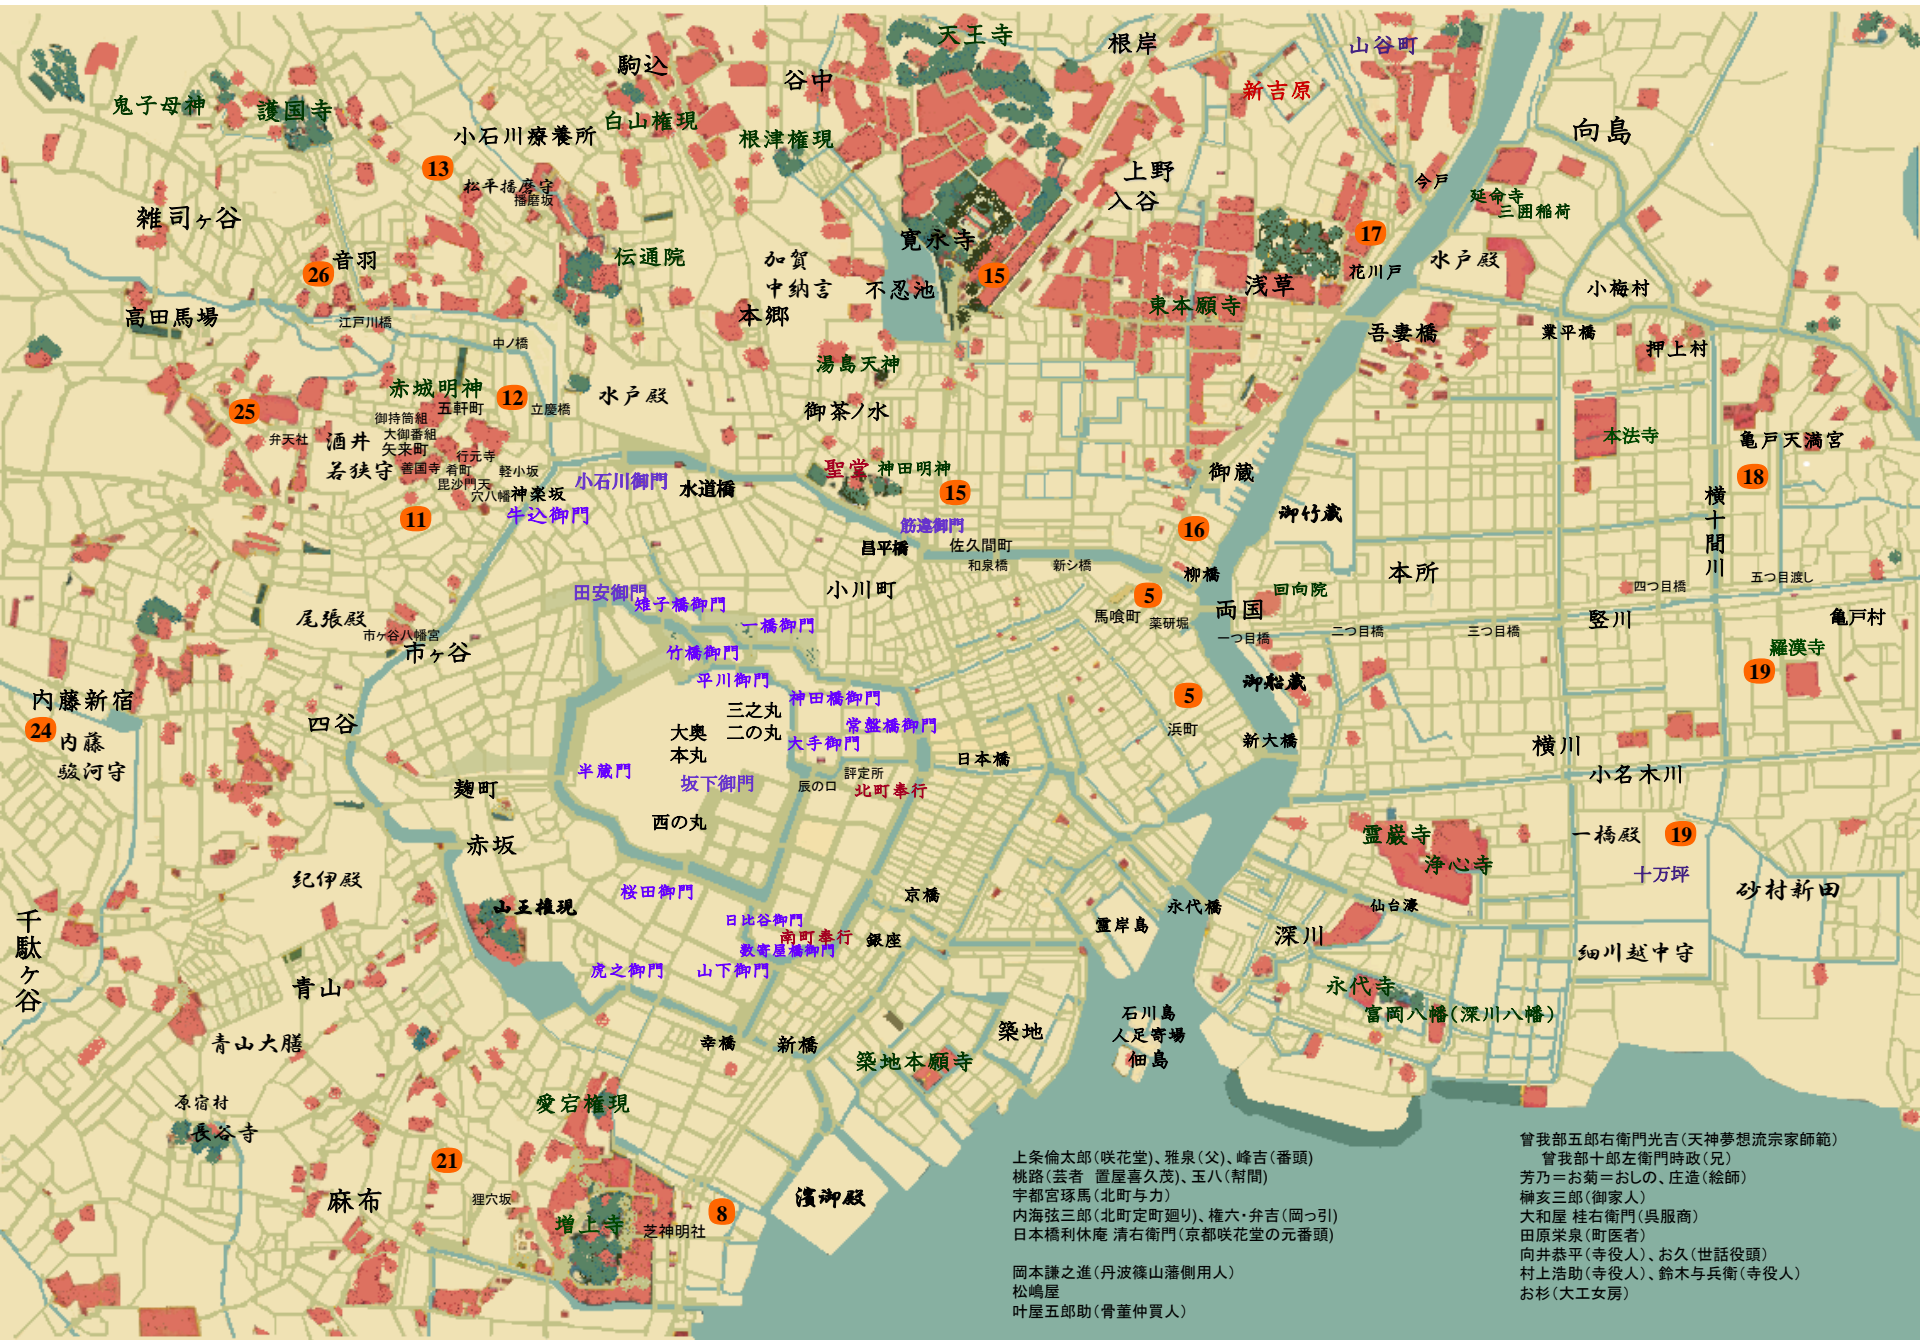 天王寺
根岸
山谷町
駒込
谷中
鬼子母神
護国寺
新吉原
白山権現
小石川療養所
根津権現
向島
13
松平播磨守
播磨坂
上野
入谷
今戸
延命寺
三囲稲荷
雑司ヶ谷
寛永寺
17
伝通院
26
音羽
加賀
中納言
不忍池
15
浅草
花川戸
水戸殿
小梅村
高田馬場
江戸川橋
本郷
東本願寺
吾妻橋
業平橋
押上村
中ノ橋
湯島天神
赤城明神
12
水戸殿
25
御持筒組
五軒町
立慶橋
御茶ノ水
弁天社
酒井
若狭守
大御番組
矢来町
行元寺
善国寺
肴町
軽小坂
毘沙門天
穴八幡
神楽坂
小石川御門
水道橋
聖堂
神田明神
15
御蔵
本法寺
亀戸天満宮
18
横十間川
11
牛込御門
筋違御門
御竹蔵
16
昌平橋
佐久間町
和泉橋
新シ橋
柳橋
本所
田安御門
雉子橋御門
小川町
5
回向院
四つ目橋
五つ目渡し
尾張殿
市ヶ谷八幡宮
市ヶ谷
一橋御門
馬喰町
薬研堀
両国
一つ目橋
二つ目橋
三つ目橋
竪川
亀戸村
竹橋御門
羅漢寺
19
内藤新宿
24
内藤
駿河守
四谷
平川御門
神田橋御門
三之丸
二の丸
大奥
本丸
常盤橋御門
大手御門
5
浜町
御船蔵
新大橋
横川
小名木川
半蔵門
坂下御門
評定所
辰の口
北町奉行
日本橋
麹町
西の丸
赤坂
霊巌寺
浄心寺
一橋殿
19
十万坪
砂村新田
紀伊殿
桜田御門
京橋
永代橋
仙台濠
千駄ヶ谷
山王権現
日比谷御門
南町奉行
数寄屋橋御門
銀座
霊岸島
深川
細川越中守
虎之御門
山下御門
青山
永代寺
富岡八幡(深川八幡)
青山大膳
幸橋
新橋
築地
石川島
人足寄場
佃島
築地本願寺
原宿村
長谷寺
愛宕権現
21
麻布
狸穴坂
増上寺
8
芝神明社
濱御殿
上条倫太郎(咲花堂)、雅泉(父)、峰吉(番頭)
桃路(芸者　置屋喜久茂)、玉八(幇間)
宇都宮琢馬(北町与力)
内海弦三郎(北町定町廻り)、権六・弁吉(岡っ引)
日本橋利休庵 清右衛門(京都咲花堂の元番頭)
岡本謙之進(丹波篠山藩側用人)
松嶋屋
叶屋五郎助(骨董仲買人)
曾我部五郎右衛門光吉(天神夢想流宗家師範)
曾我部十郎左衛門時政(兄)
芳乃＝お菊＝おしの、庄造(絵師)
榊亥三郎(御家人)
大和屋 桂右衛門(呉服商)
田原栄泉(町医者)
向井恭平(寺役人)、お久(世話役頭)
村上浩助(寺役人)、鈴木与兵衛(寺役人)
お杉(大工女房)